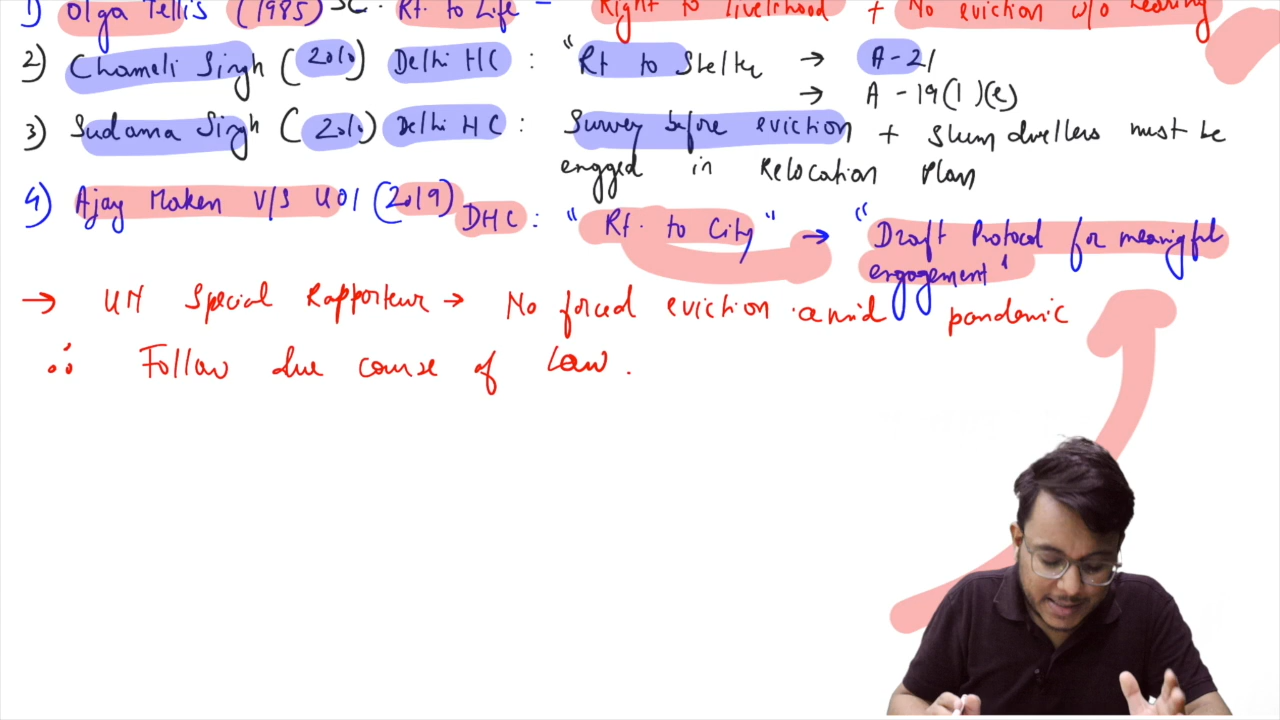 1) Olga Tellis (1985) SC: Rt. to Life - Right to livelihood + No eviction w/o hearing
2) Chameli Singh (2010) Delhi HC : "Rt to Shelter → A-21
→ A-19(1)(e)
3) Sudama Singh (2010) Delhi HC : Survey before eviction + Slum dwellers must be
engged in Relocation Plan
4) Ajay Maken V/S UOI (2019) DHC : "Rt. to City" → "Draft Protocol for meaningful
engagement"
→ UN Special Rapporteur → No forced eviction amid pandemic
∴ Follow due course of law.